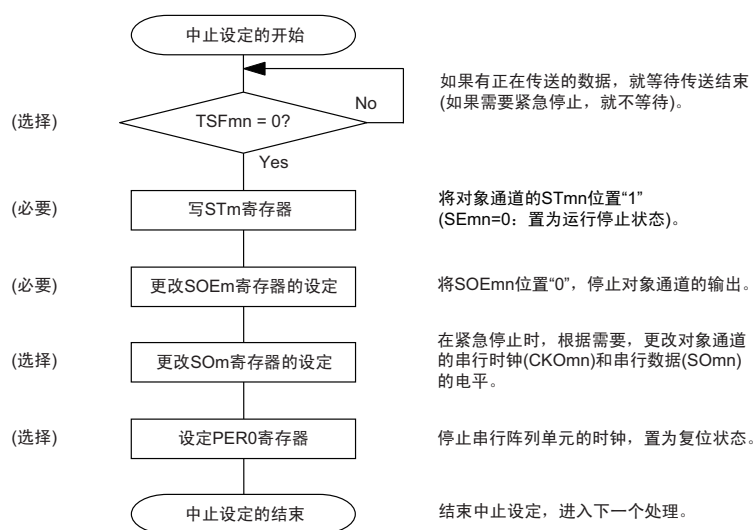 中止设定的开始
如果有正在传送的数据，就等待传送结束
(如果需要紧急停止，就不等待)。
No
(选择)
TSFmn = 0?
Yes
(必要)
写STm寄存器
将对象通道的STmn位置“1”
(SEmn=0：置为运行停止状态)。
(必要)
更改SOEm寄存器的设定
将SOEmn位置“0”，停止对象通道的输出。
(选择)
更改SOm寄存器的设定
在紧急停止时，根据需要，更改对象通道
的串行时钟(CKOmn)和串行数据(SOmn)
的电平。
(选择)
设定PER0寄存器
停止串行阵列单元的时钟，置为复位状态。
中止设定的结束
结束中止设定，进入下一个处理。